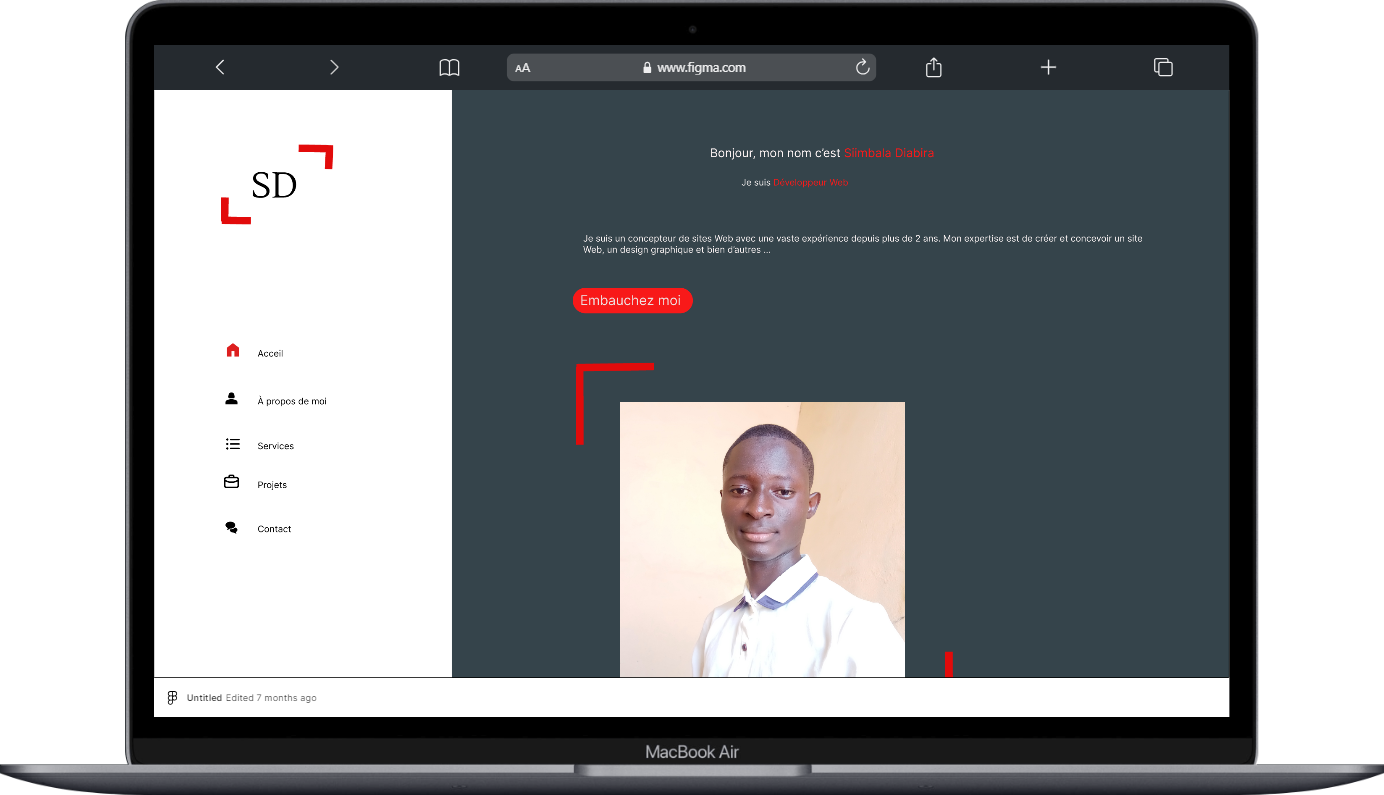 AA
www.figma.com
SD
Acceil
À propos de moi
Services
Projets
Contact
Bonjour, mon nom c'est Slimbala Diabira
Je suis Développeur Web
Je suis un concepteur de sites Web avec une vaste expérience depuis plus de 2 ans. Mon expertise est de créer et concevoir un site
Web, un design graphique et bien d'autres ...
Embauchez moi
Untitled Edited 7 months ago
MacBook Air